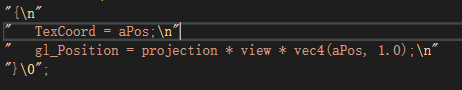 "{\n"
"   TexCoord = aPos;\n"
"   gl_Position = projection * view * vec4(aPos, 1.0);\n"
"}\0";